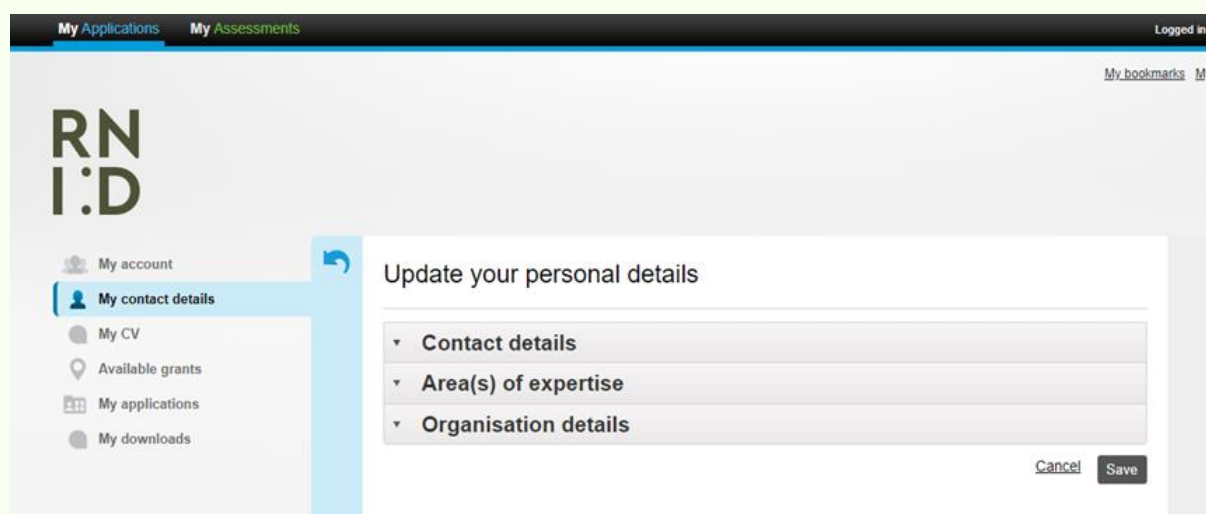 My Applications My Assessments Logged in
My bookmarks
RN
I:D
My account
My contact details
My CV
Available grants
My applications
My downloads
Update your personal details
Contact details
Area(s) of expertise
Organisation details
Cancel Save